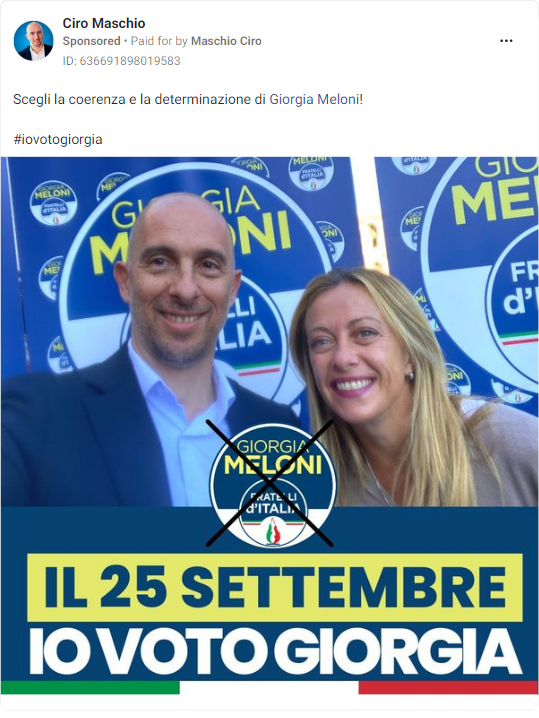 Ciro Maschio
Sponsored • Paid for by Maschio Ciro
ID: 636691898019583
Scegli la coerenza e la determinazione di Giorgia Meloni!
#iovotogiorgia
GIORGIA
MELONI
FRATELLI
d'ITALIA
GIORGIA
MELONI
FRATELLI
d'ITALIA
IL 25 SETTEMBRE
IO VOTO GIORGIA